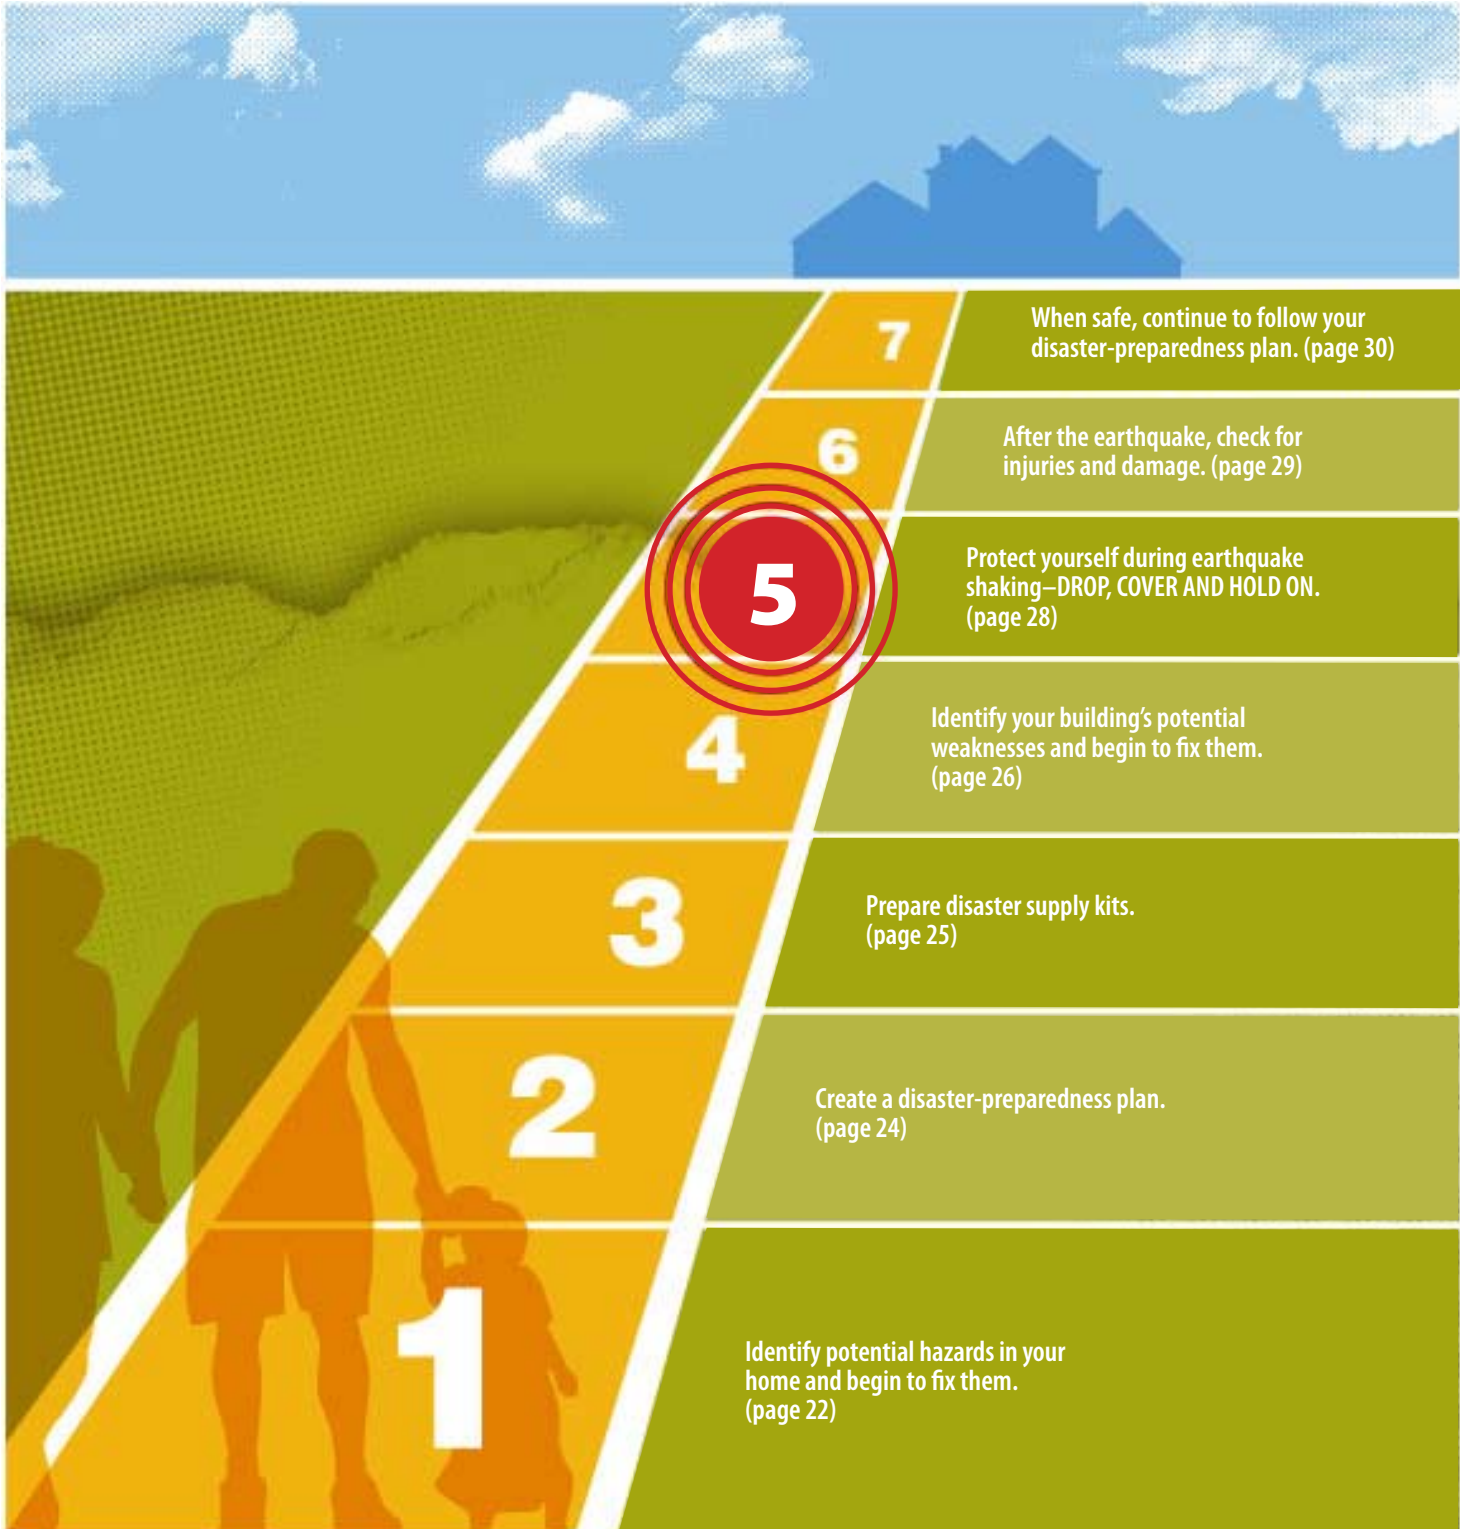 7
When safe, continue to follow your
disaster-preparedness plan. (page 30)
6
After the earthquake, check for
injuries and damage. (page 29)
5
Protect yourself during earthquake
shaking–DROP, COVER AND HOLD ON.
(page 28)
4
Identify your building’s potential
weaknesses and begin to fix them.
(page 26)
3
Prepare disaster supply kits.
(page 25)
2
Create a disaster-preparedness plan.
(page 24)
1
Identify potential hazards in your
home and begin to fix them.
(page 22)